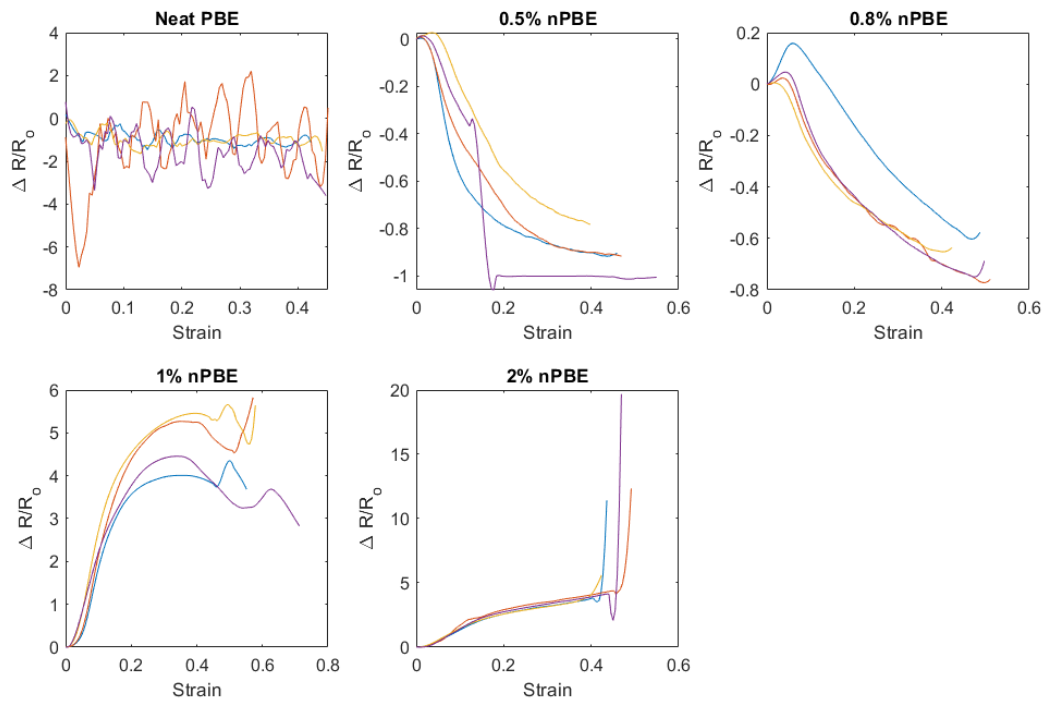 Neat PBE
4
2
0
-2
-4
-6
-8
0 0.1 0.2 0.3 0.4
Strain
Δ R/Ro
0.5% nPBE
0
-0.2
-0.4
-0.6
-0.8
-1
0 0.2 0.4 0.6
Strain
Δ R/Ro
0.8% nPBE
0.2
0
-0.2
-0.4
-0.6
-0.8
0 0.2 0.4 0.6
Strain
Δ R/Ro
1% nPBE
6
5
4
3
2
1
0
0 0.2 0.4 0.6 0.8
Strain
Δ R/Ro
2% nPBE
20
15
10
5
0
0 0.2 0.4 0.6
Strain
Δ R/Ro